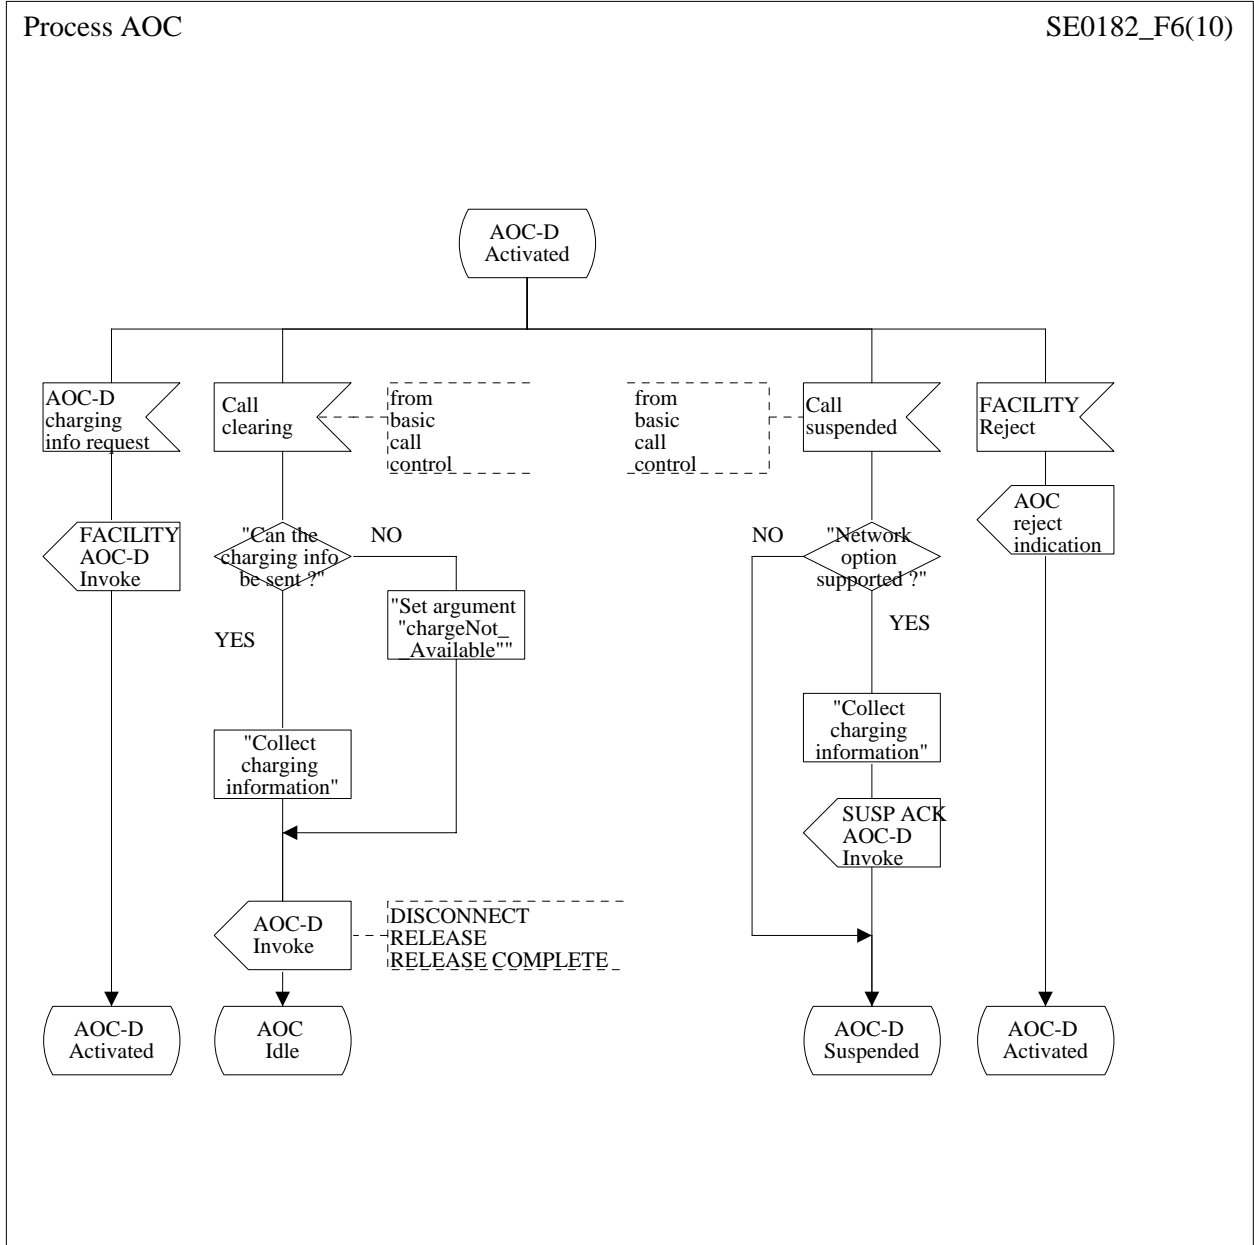 Process AOC
SE0182_F6(10)
AOC-D
Activated
AOC-D
charging
info request
Call
clearing
from
basic
call
control
from
basic
call
control
Call
suspended
FACILITY
Reject
FACILITY
AOC-D
Invoke
"Can the
charging info
be sent ?"
NO
YES
"Set argument
"chargeNot_
_Available""
"Collect
charging
information"
NO
"Network
option
supported ?"
YES
"Collect
charging
information"
SUSP ACK
AOC-D
Invoke
AOC
reject
indication
AOC-D
Invoke
DISCONNECT
RELEASE
RELEASE COMPLETE
AOC-D
Activated
AOC
Idle
AOC-D
Suspended
AOC-D
Activated